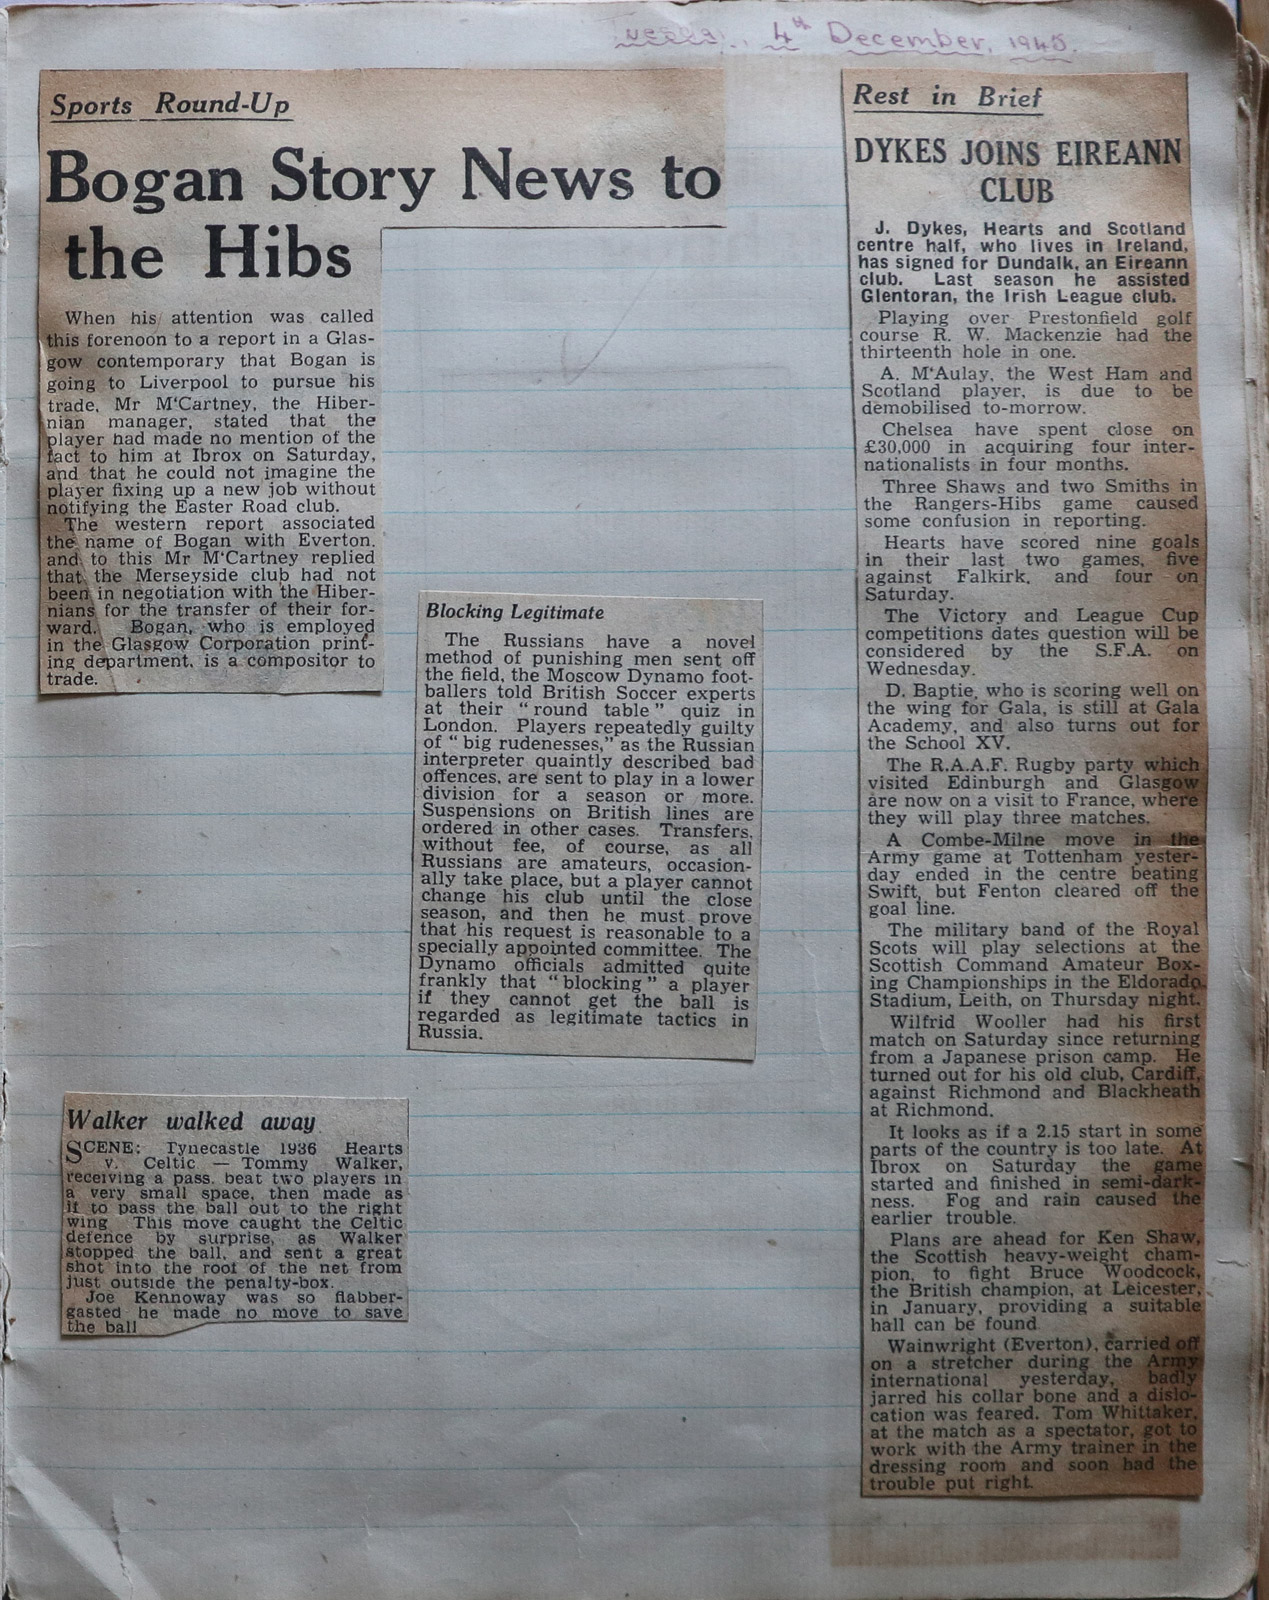 4th December, 1945.
Sports Round-Up
Bogan Story News to
the Hibs
When his attention was called
this forenoon to a report in a Glas-
gow contemporary that Bogan is
going to Liverpool to pursue his
trade, Mr M'Cartney, the Hiber-
nian manager, stated that the
player had made no mention of the
fact to him at Ibrox on Saturday,
and that he could not imagine the
player fixing up a new job without
notifying the Easter Road club.
The western report associated
the name of Bogan with Everton,
and to this Mr M'Cartney replied
that the Merseyside club had not
been in negotiation with the Hiber-
nians for the transfer of their for-
ward. Bogan, who is employed
in the Glasgow Corporation print-
ing department, is a compositor to
trade.
Blocking Legitimate
The Russians have a novel
method of punishing men sent off
the field, the Moscow Dynamo foot-
ballers told British Soccer experts
at their "round table" quiz in
London. Players repeatedly guilty
of "big rudenesses," as the Russian
interpreter quaintly described bad
offences, are sent to play in a lower
division for a season or more.
Suspensions on British lines are
ordered in other cases. Transfers,
without fee, of course, as all
Russians are amateurs, occasion-
ally take place, but a player cannot
change his club until the close
season, and then he must prove
that his request is reasonable to a
specially appointed committee. The
Dynamo officials admitted quite
frankly that "blocking" a player
if they cannot get the ball is
regarded as legitimate tactics in
Russia.
Walker walked away
SCENE: Tynecastle 1936 Hearts
v. Celtic — Tommy Walker,
receiving a pass, beat two players in
a very small space, then made as
if to pass the ball out to the right
wing This move caught the Celtic
defence by surprise, as Walker
stopped the ball, and sent a great
shot into the roof of the net from
just outside the penalty-box.
Joe Kennoway was so flabber-
gasted he made no move to save
the ball
Rest in Brief
DYKES JOINS EIREANN
CLUB
J. Dykes, Hearts and Scotland
centre half, who lives in Ireland,
has signed for Dundalk, an Eireann
club. Last season he assisted
Glentoran, the Irish League club.
Playing over Prestonfield golf
course R. W. Mackenzie had the
thirteenth hole in one.
A. M'Aulay, the West Ham and
Scotland player, is due to be
demobilised to-morrow.
Chelsea have spent close on
£30,000 in acquiring four inter-
nationalists in four months.
Three Shaws and two Smiths in
the Rangers-Hibs game caused
some confusion in reporting.
Hearts have scored nine goals
in their last two games, five
against Falkirk, and four on
Saturday.
The Victory and League Cup
competitions dates question will be
considered by the S.F.A. on
Wednesday.
D. Baptie, who is scoring well on
the wing for Gala, is still at Gala
Academy, and also turns out for
the School XV.
The R.A.A.F. Rugby party which
visited Edinburgh and Glasgow
are now on a visit to France, where
they will play three matches.
A Combe-Milne move in the
Army game at Tottenham yester-
day ended in the centre beating
Swift, but Fenton cleared off the
goal line.
The military band of the Royal
Scots will play selections at the
Scottish Command Amateur Box-
ing Championships in the Eldorado
Stadium, Leith, on Thursday night.
Wilfrid Wooller had his first
match on Saturday since returning
from a Japanese prison camp. He
turned out for his old club, Cardiff,
against Richmond and Blackheath
at Richmond.
It looks as if a 2.15 start in some
parts of the country is too late. At
Ibrox on Saturday the game
started and finished in semi-dark-
ness. Fog and rain caused the
earlier trouble.
Plans are ahead for Ken Shaw,
the Scottish heavy-weight cham-
pion, to fight Bruce Woodcock,
the British champion, at Leicester,
in January, providing a suitable
hall can be found
Wainwright (Everton), carried off
on a stretcher during the Army
international yesterday, badly
jarred his collar bone and a dislo-
cation was feared. Tom Whittaker,
at the match as a spectator, got to
work with the Army trainer in the
dressing room and soon had the
trouble put right.